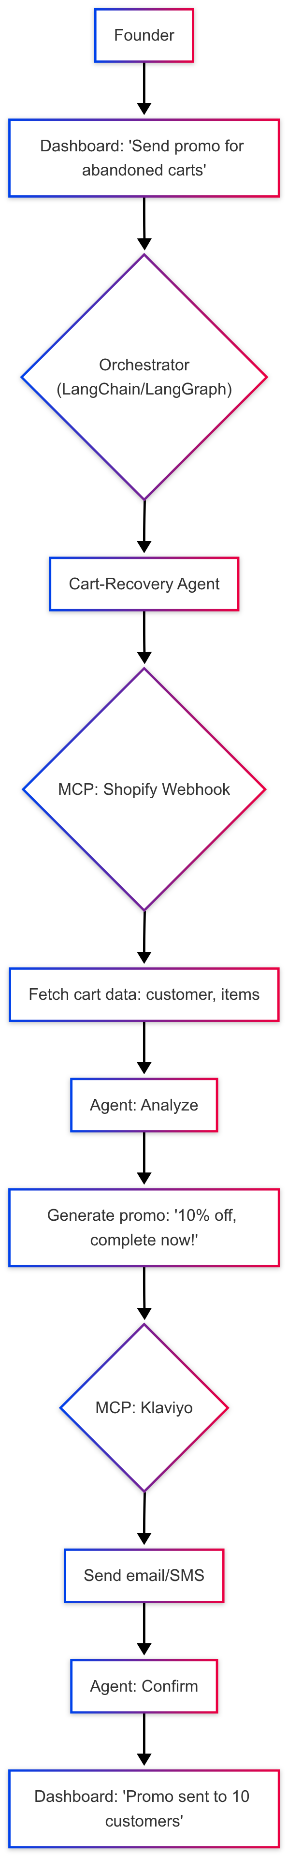 Founder
Dashboard: 'Send promo for
abandoned carts'
Orchestrator
(LangChain/LangGraph)
Cart-Recovery Agent
MCP: Shopify Webhook
Fetch cart data: customer, items
Agent: Analyze
Generate promo: '10% off,
complete now!'
MCP: Klaviyo
Send email/SMS
Agent: Confirm
Dashboard: 'Promo sent to 10
customers'